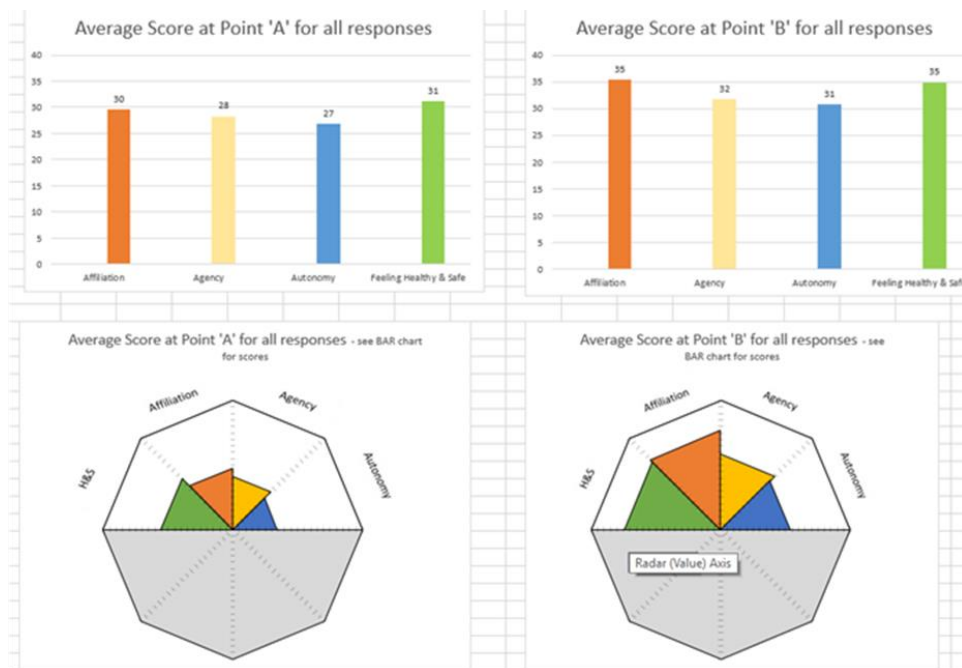 Average Score at Point 'A' for all responses
40
35
30
25
20
15
10
5
0
30
28
27
31
Affiliation
Agency
Autonomy
Feeling Healthy & Safe
Average Score at Point 'B' for all responses
40
35
30
25
20
15
10
5
0
35
32
31
35
Affiliation
Agency
Autonomy
Feeling Healthy & Saf
Average Score at Point 'A' for all responses - see BAR chart
for scores
Affiliation
Agency
H&S
Autonomy
Average Score at Point 'B' for all responses - see
BAR chart for scores
Affiliation
Agency
H&S
Autonomy
Radar (Value) Axis